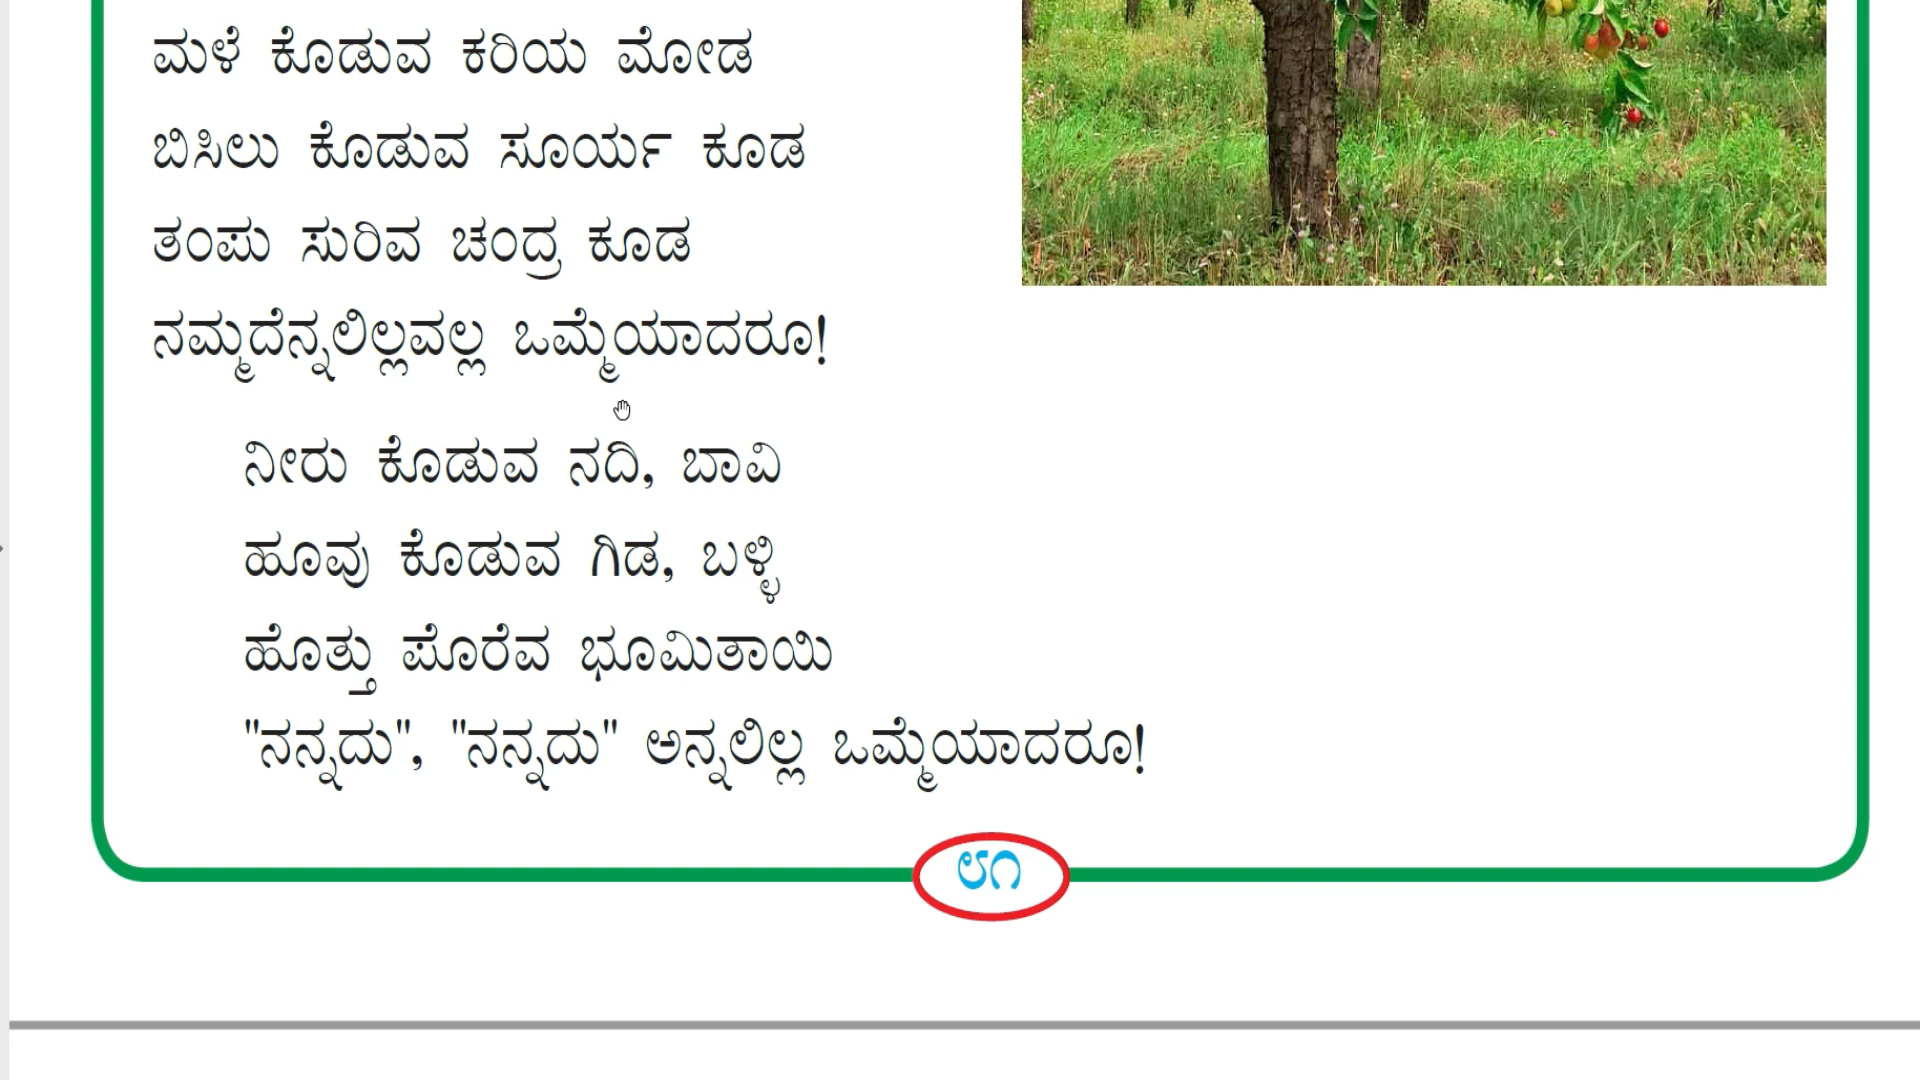 ಮಳೆ ಕೊಡುವ ಕರಿಯ ಮೋಡ
ಬಿಸಿಲು ಕೊಡುವ ಸೂರ್ಯ ಕೂಡ
ತಂಪು ಸುರಿವ ಚಂದ್ರ ಕೂಡ
ನಮ್ಮದೆನ್ನಲಿಲ್ಲವಲ್ಲ ಒಮ್ಮೆಯಾದರೂ!
ನೀರು ಕೊಡುವ ನದಿ, ಬಾವಿ
ಹೂವು ಕೊಡುವ ಗಿಡ, ಬಳ್ಳಿ
ಹೊತ್ತು ಪೊರೆವ ಭೂಮಿತಾಯಿ
"ನನ್ನದು", "ನನ್ನದು" ಅನ್ನಲಿಲ್ಲ ಒಮ್ಮೆಯಾದರೂ!
೮೧